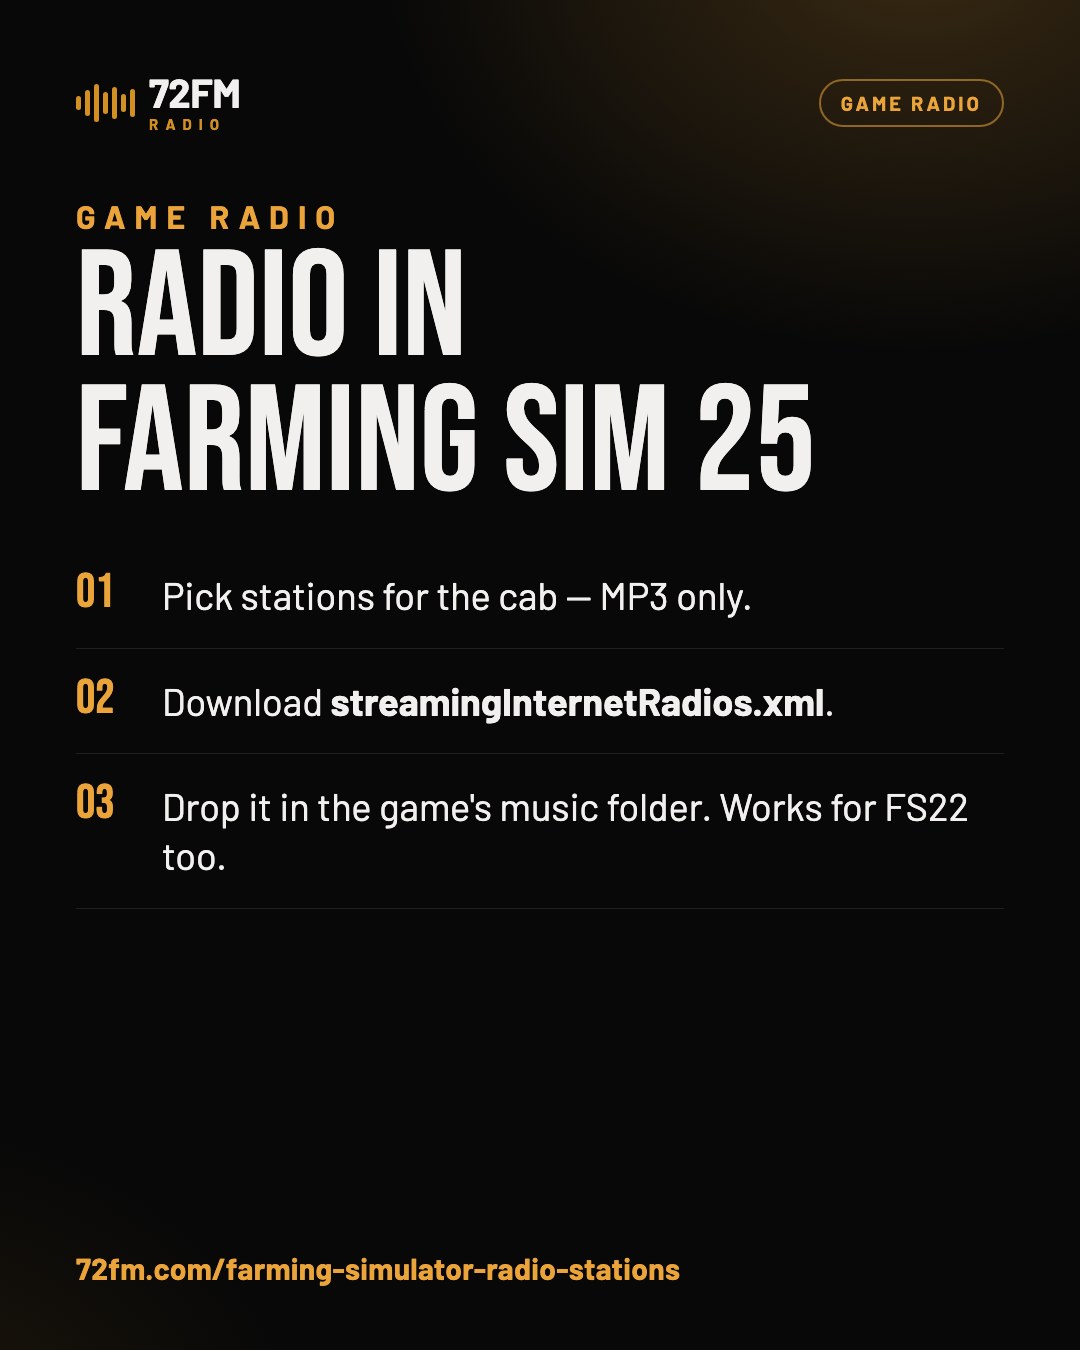 72FM
RADIO
GAME RADIO
GAME RADIO
RADIO IN
FARMING SIM 25
01 Pick stations for the cab — MP3 only.
02 Download streamingInternetRadios.xml.
03 Drop it in the game's music folder. Works for FS22
too.
72fm.com/farming-simulator-radio-stations